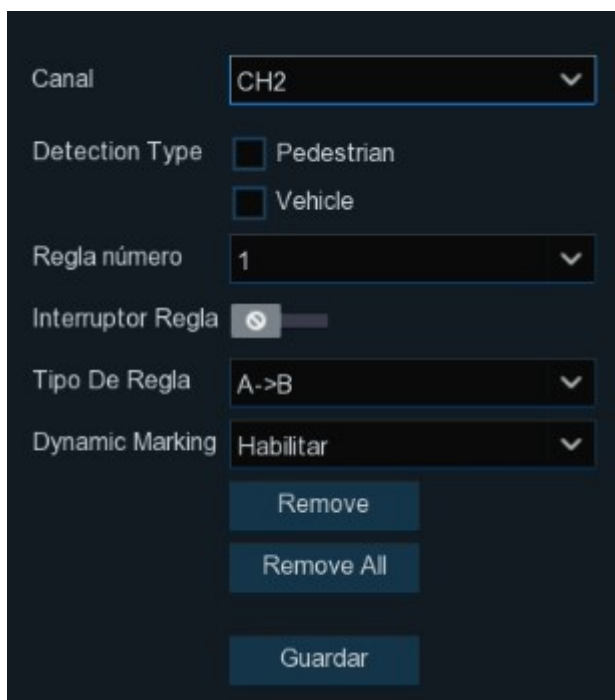 Canal CH2
Detection Type Pedestrian
Vehicle
Regla número 1
Interruptor Regla
Tipo De Regla A->B
Dynamic Marking Habilitar
Remove
Remove All
Guardar